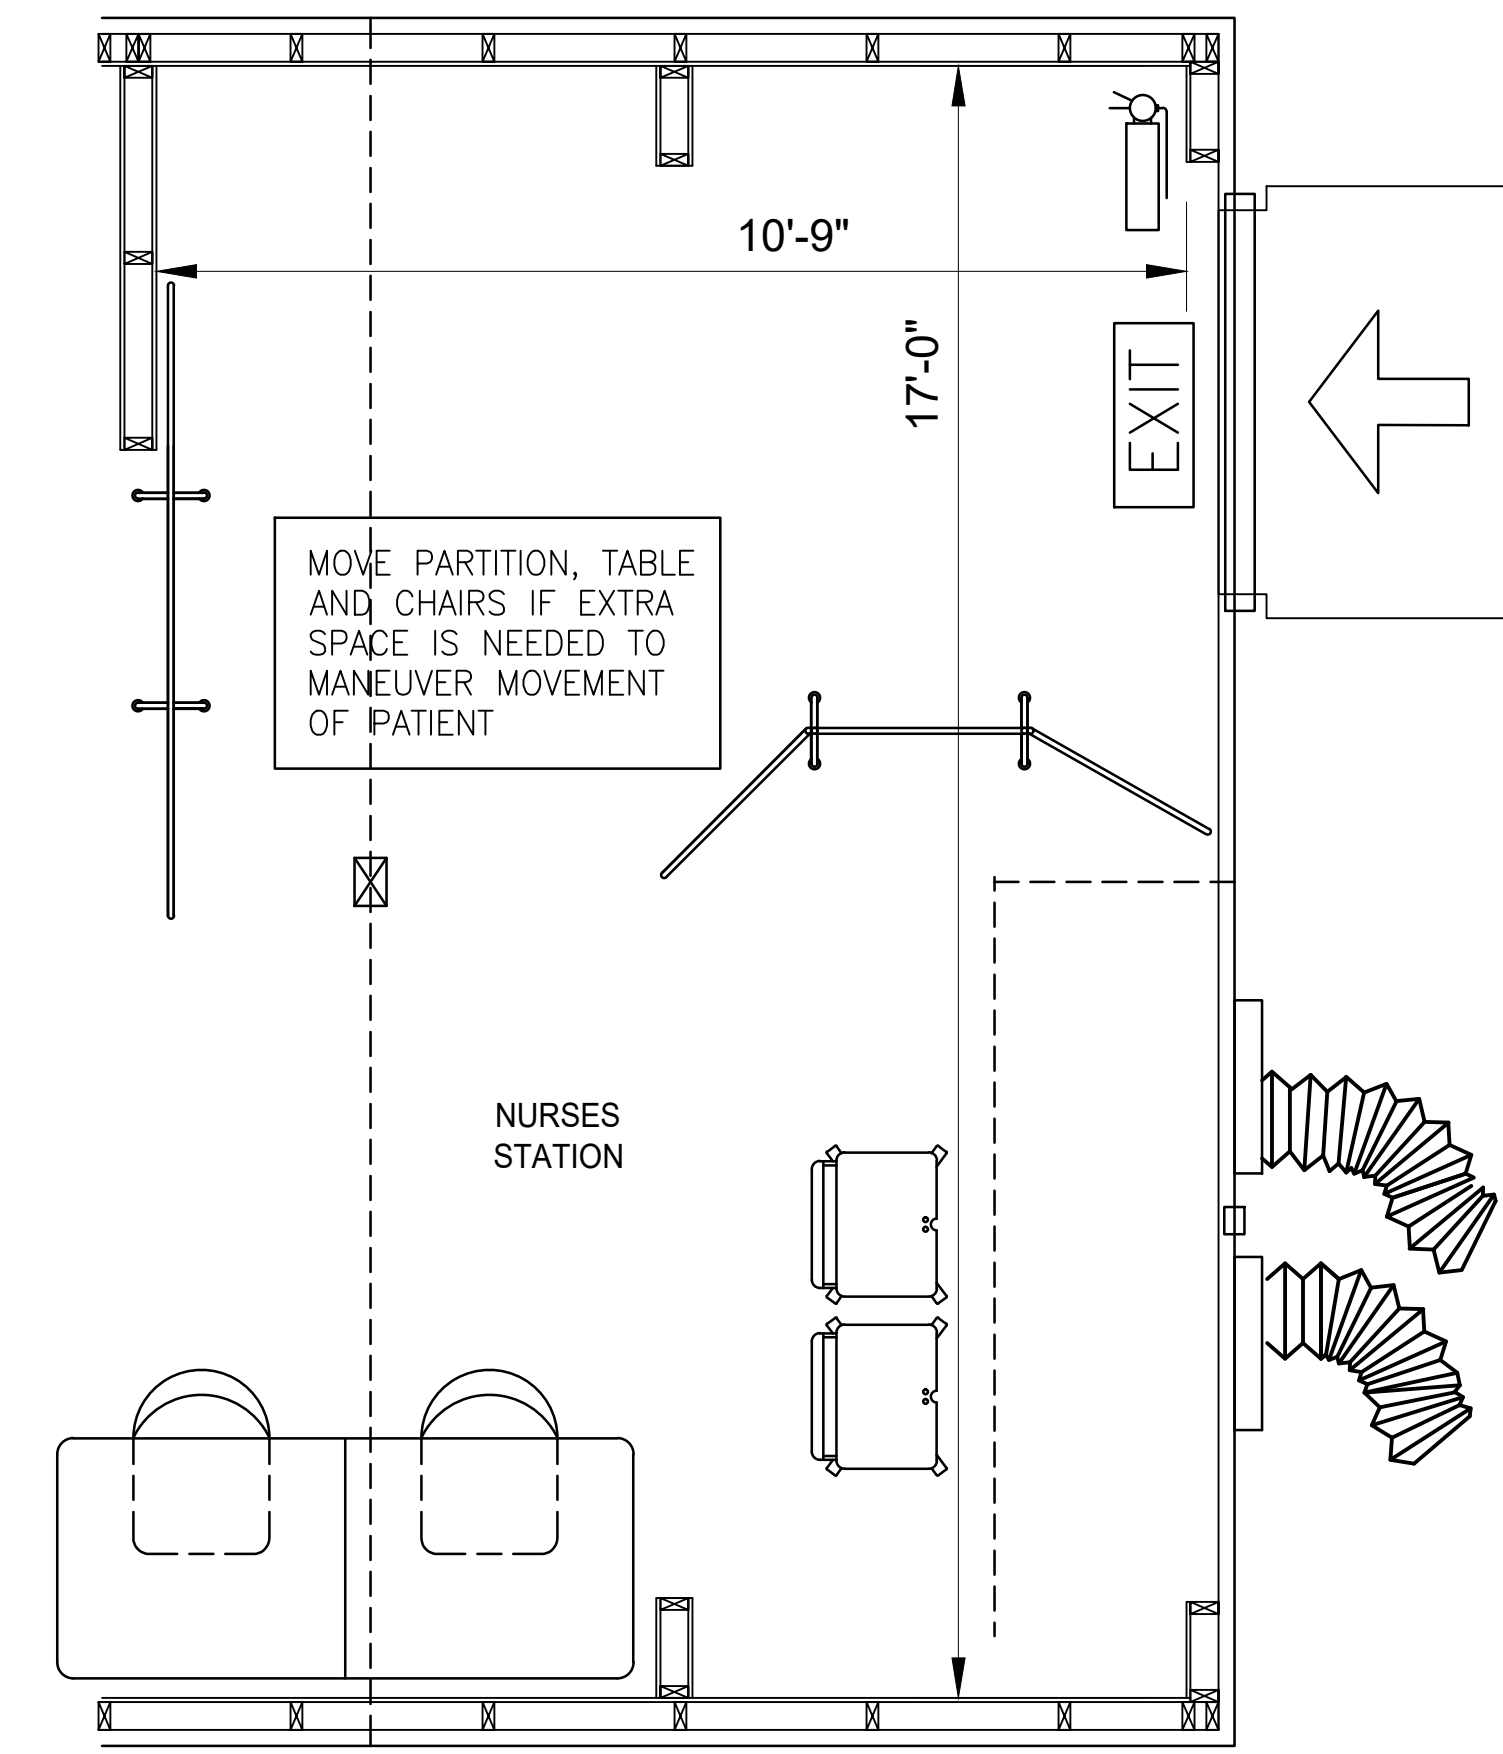 10'-9"
17'-0"
EXIT
MOVE PARTITION, TABLE
AND CHAIRS IF EXTRA
SPACE IS NEEDED TO
MANEUVER MOVEMENT
OF PATIENT
NURSES
STATION